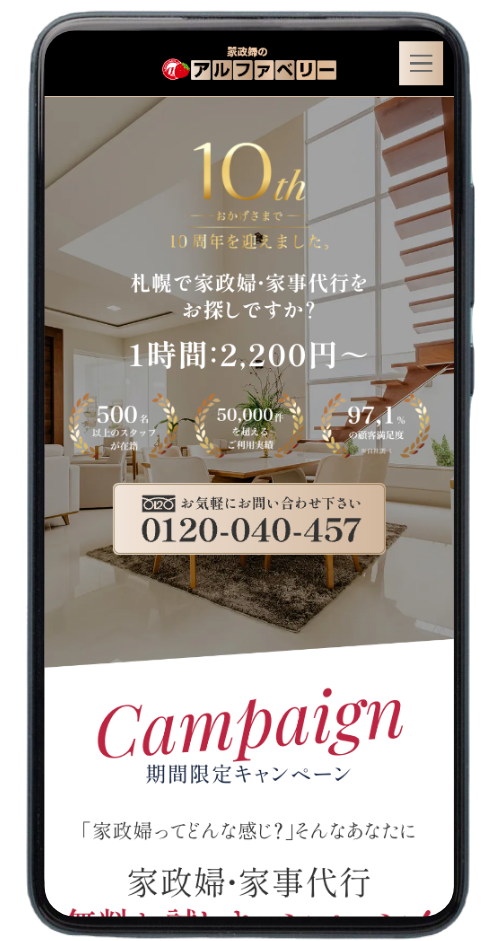 家政婦の
アルファベリー
10th
おかげさまで
10周年を迎えました。
札幌で家政婦・家事代行を
お探しですか？
1時間：2,200円～
500名
以上のスタッフ
が在籍
50,000件
を超える
ご利用実績
97,1%
の顧客満足度
お気軽にお問い合わせ下さい
0120-040-457
Campaign
期間限定キャンペーン
「家政婦ってどんな感じ？」そんなあなたに
家政婦・家事代行